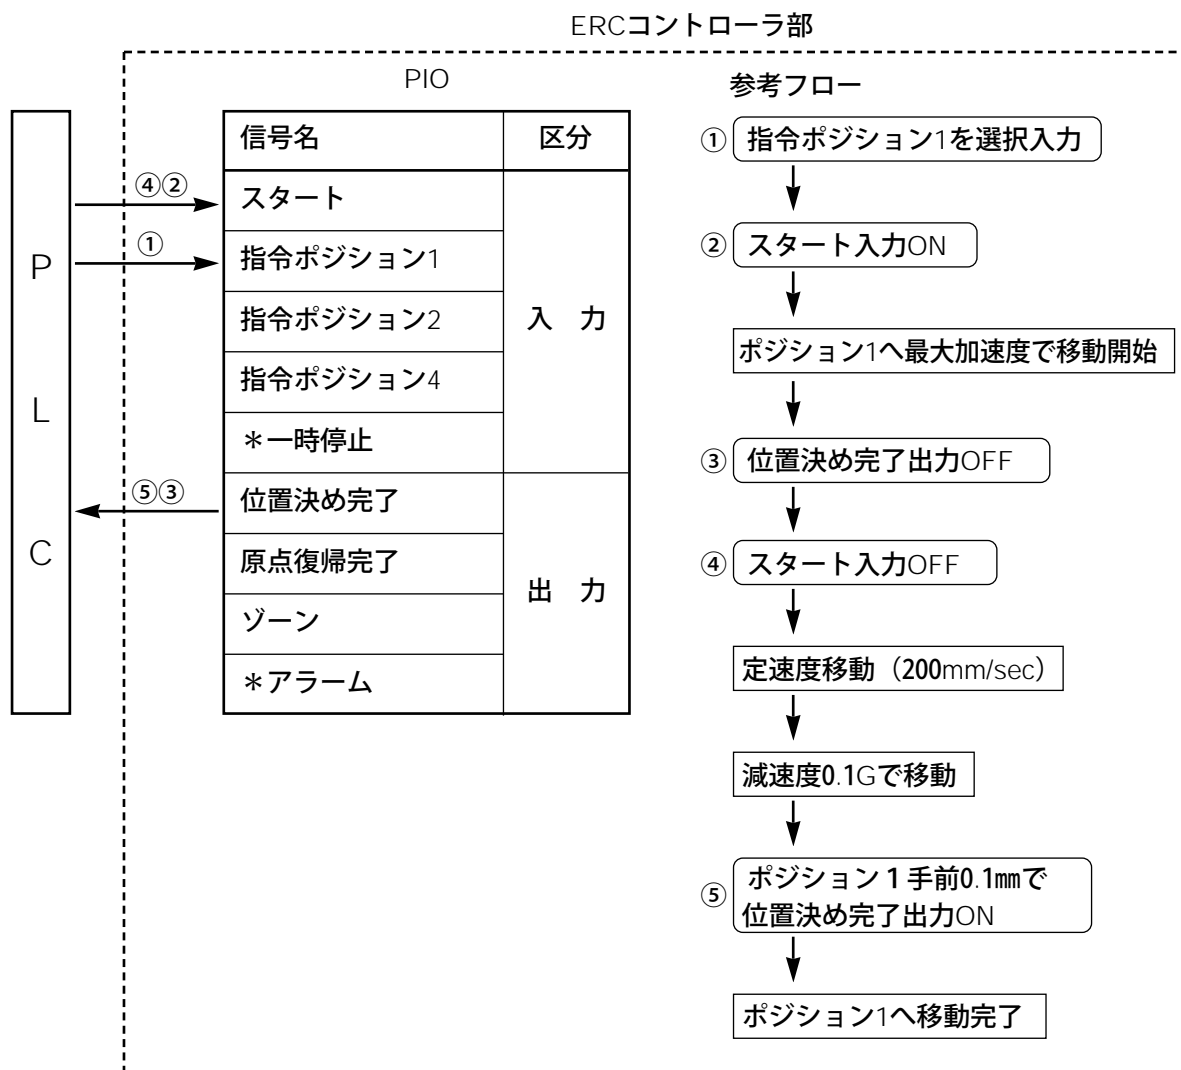 ERCコントローラ部
PIO
信号名 区分
④②
スタート
①
指令ポジション1
指令ポジション2
入 力
指令ポジション4
＊一時停止
⑤③
位置決め完了
原点復帰完了
出 力
ゾーン
＊アラーム
P
L
C
参考フロー
① 指令ポジション1を選択入力
② スタート入力ON
ポジション1へ最大加速度で移動開始
③ 位置決め完了出力OFF
④ スタート入力OFF
定速度移動（200mm/sec）
減速度0.1Gで移動
⑤ ポジション１手前0.1㎜で
位置決め完了出力ON
ポジション1へ移動完了